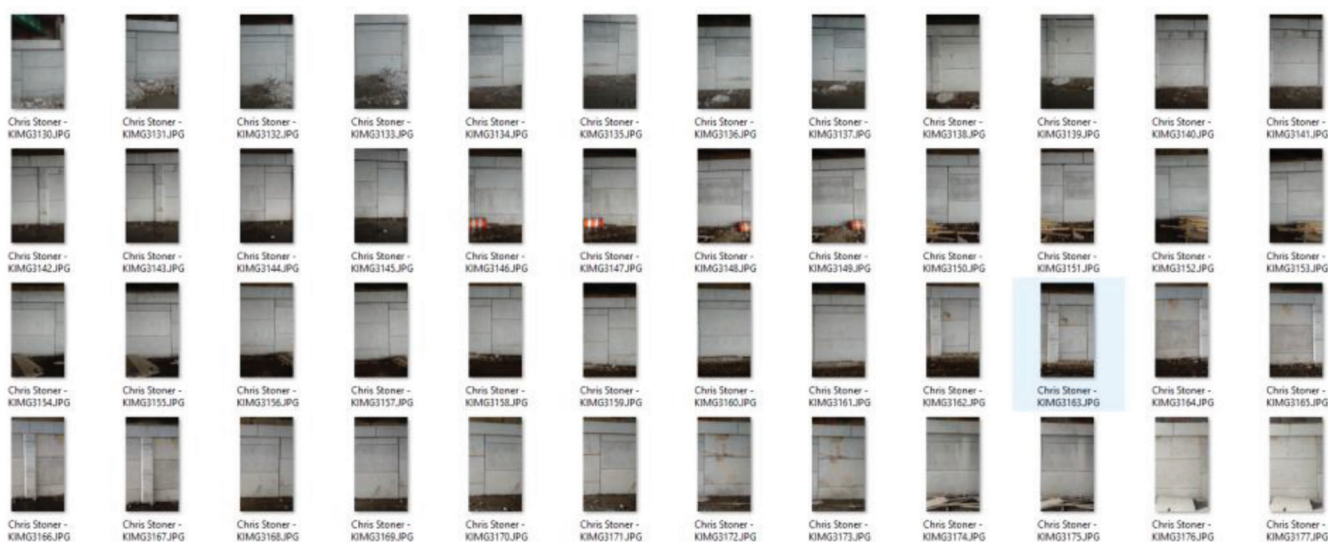 Chris Stoner - Chris Stoner - Chris Stoner - Chris Stoner - Chris Stoner - Chris Stoner - Chris Stoner - Chris Stoner - Chris Stoner - Chris Stoner - Chris Stoner - Chris Stoner -
KIMG3130.JPG KIMG3131.JPG KIMG3132.JPG KIMG3133.JPG KIMG3134.JPG KIMG3135.JPG KIMG3136.JPG KIMG3137.JPG KIMG3138.JPG KIMG3139.JPG KIMG3140.JPG KIMG3141.JPG
Chris Stoner - Chris Stoner - Chris Stoner - Chris Stoner - Chris Stoner - Chris Stoner - Chris Stoner - Chris Stoner - Chris Stoner - Chris Stoner - Chris Stoner - Chris Stoner -
KIMG3142.JPG KIMG3143.JPG KIMG3144.JPG KIMG3145.JPG KIMG3146.JPG KIMG3147.JPG KIMG3148.JPG KIMG3149.JPG KIMG3150.JPG KIMG3151.JPG KIMG3152.JPG KIMG3153.JPG
Chris Stoner - Chris Stoner - Chris Stoner - Chris Stoner - Chris Stoner - Chris Stoner - Chris Stoner - Chris Stoner - Chris Stoner - Chris Stoner - Chris Stoner - Chris Stoner -
KIMG3154.JPG KIMG3155.JPG KIMG3156.JPG KIMG3157.JPG KIMG3158.JPG KIMG3159.JPG KIMG3160.JPG KIMG3161.JPG KIMG3162.JPG KIMG3163.JPG KIMG3164.JPG KIMG3165.JPG
Chris Stoner - Chris Stoner - Chris Stoner - Chris Stoner - Chris Stoner - Chris Stoner - Chris Stoner - Chris Stoner - Chris Stoner - Chris Stoner - Chris Stoner - Chris Stoner -
KIMG3166.JPG KIMG3167.JPG KIMG3168.JPG KIMG3169.JPG KIMG3170.JPG KIMG3171.JPG KIMG3172.JPG KIMG3173.JPG KIMG3174.JPG KIMG3175.JPG KIMG3176.JPG KIMG3177.JPG